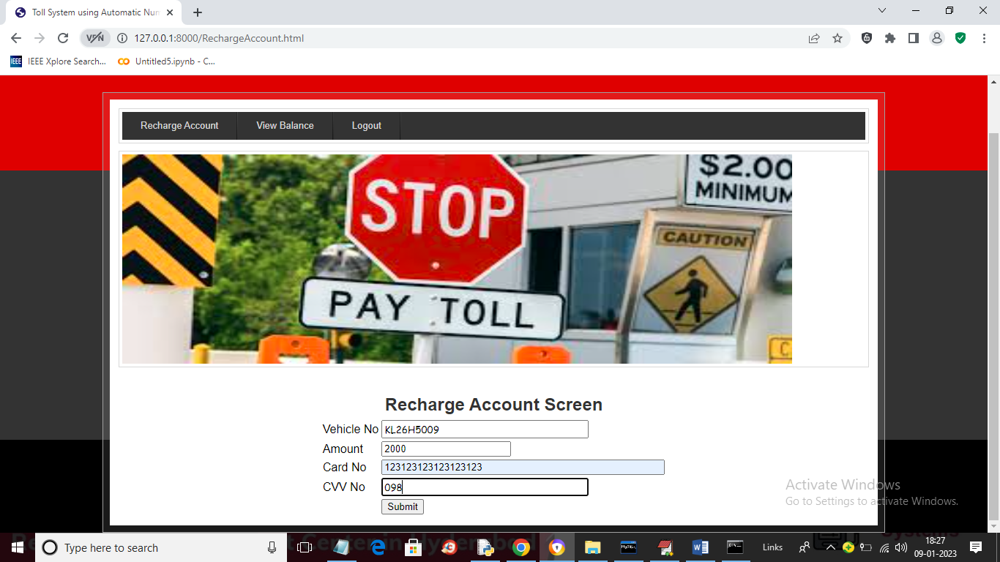 Toll System using Automatic Num
127.0.0.1:8000/RechargeAccount.html
IEEE Xplore Search... Untitled5.ipynb - C...
Recharge Account View Balance Logout
$2.00
MINIMUM
STOP
CAUTION
PAY TOLL
Recharge Account Screen
Vehicle No KL26H5009
Amount 2000
Card No 123123123123123123
CVV No 098
Submit
Activate Windows
Go to Settings to activate Windows.
Type here to search
Links
18:27
09-01-2023